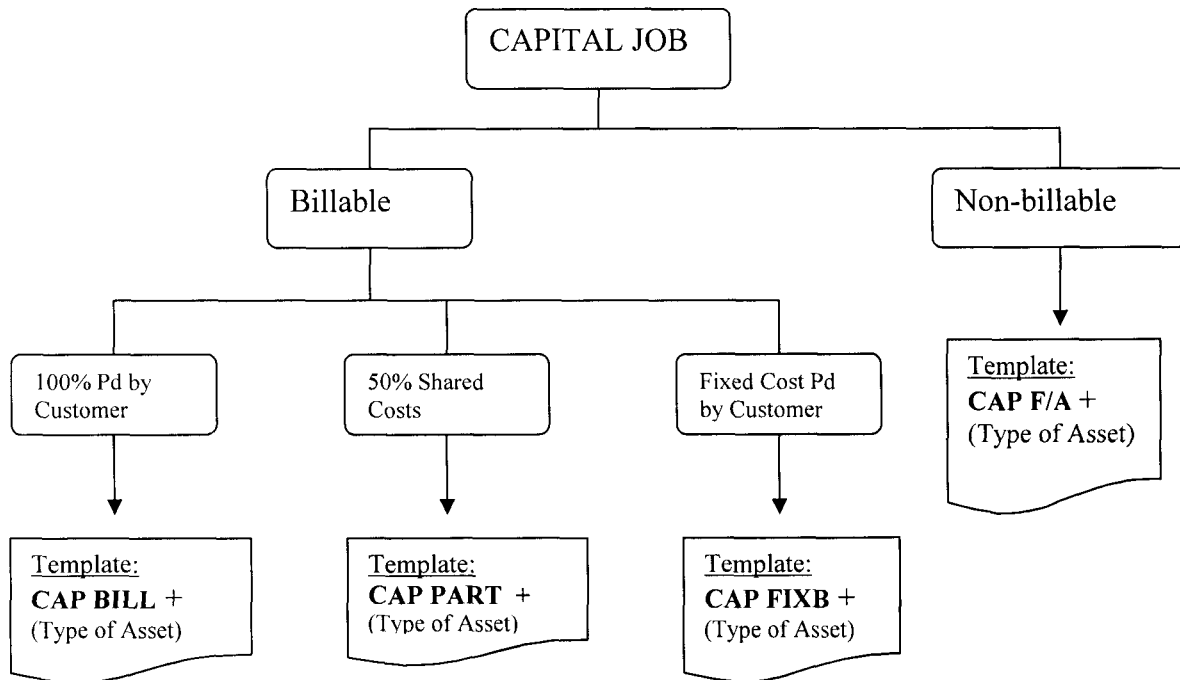 CAPITAL JOB
Billable
Non-billable
100% Pd by
Customer
50% Shared
Costs
Fixed Cost Pd
by Customer
Template:
CAP F/A +
(Type of Asset)
Template:
CAP BILL +
(Type of Asset)
Template:
CAP PART +
(Type of Asset)
Template:
CAP FIXB +
(Type of Asset)